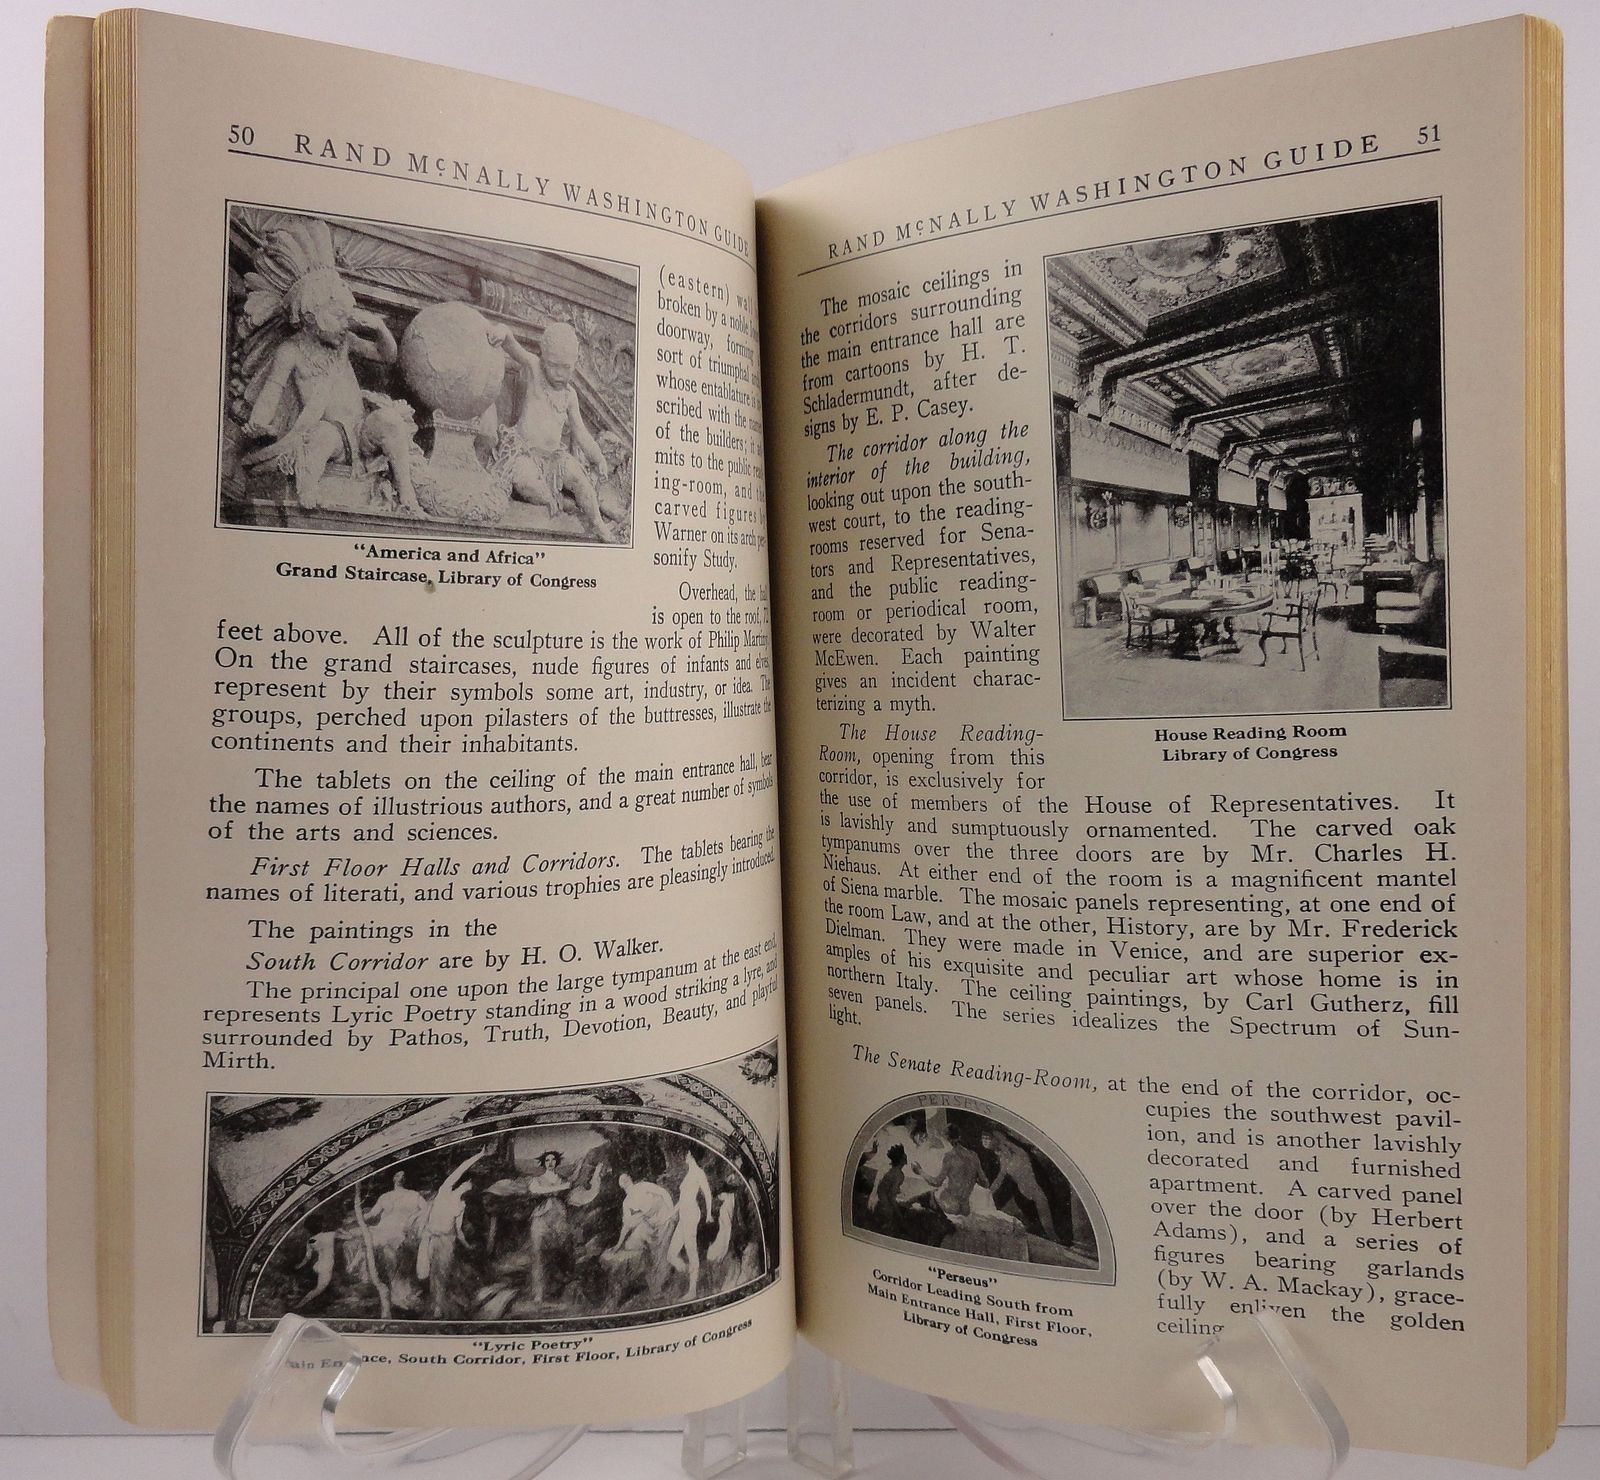 50 RAND McNALLY WASHINGTON GUIDE
"America and Africa"
Grand Staircase, Library of Congress
(eastern) wall
broken by a noble
doorway, forming
sort of triumphal
whose entablature is
scribed with the names
of the builders; it ad-
mits to the public read-
ing-room, and the
carved figures by
Warner on its arch per-
sonify Study.
Overhead, the hall
is open to the roof, 72
feet above. All of the sculpture is the work of Philip Martiny.
On the grand staircases, nude figures of infants and elves,
represent by their symbols some art, industry, or idea. The
groups, perched upon pilasters of the buttresses, illustrate the
continents and their inhabitants.
The tablets on the ceiling of the main entrance hall, bear
the names of illustrious authors, and a great number of symbols
of the arts and sciences.
First Floor Halls and Corridors. The tablets bearing the
names of literati, and various trophies are pleasingly introduced.
The paintings in the
South Corridor are by H. O. Walker.
The principal one upon the large tympanum at the east end,
represents Lyric Poetry standing in a wood striking a lyre, and
surrounded by Pathos, Truth, Devotion, Beauty, and playful
Mirth.
"Lyric Poetry"
South Corridor, First Floor, Library of Congress
RAND McNALLY WASHINGTON GUIDE 51
The mosaic ceilings in
the corridors surrounding
the main entrance hall are
from cartoons by H. T.
Schladermundt, after de-
signs by E. P. Casey.
The corridor along the
interior of the building,
looking out upon the south-
west court, to the reading-
rooms reserved for Sena-
tors and Representatives,
and the public reading-
room or periodical room,
were decorated by Walter
McEwen. Each painting
gives an incident charac-
terizing a myth.
House Reading Room
Library of Congress
The House Reading-
Room, opening from this
corridor, is exclusively for
the use of members of the House of Representatives. It
is lavishly and sumptuously ornamented. The carved oak
tympanums over the three doors are by Mr. Charles H.
Niehaus. At either end of the room is a magnificent mantel
of Siena marble. The mosaic panels representing, at one end of
the room Law, and at the other, History, are by Mr. Frederick
Dielman. They were made in Venice, and are superior ex-
amples of his exquisite and peculiar art whose home is in
northern Italy. The ceiling paintings, by Carl Gutherz, fill
seven panels. The series idealizes the Spectrum of Sun-
light.
The Senate Reading-Room, at the end of the corridor, oc-
cupies the southwest pavil-
ion, and is another lavishly
decorated and furnished
apartment. A carved panel
over the door (by Herbert
Adams), and a series of
figures bearing garlands
(by W. A. Mackay), grace-
fully enliven the golden
ceiling
PERSEUS
"Perseus"
Corridor Leading South from
Main Entrance Hall, First Floor,
Library of Congress